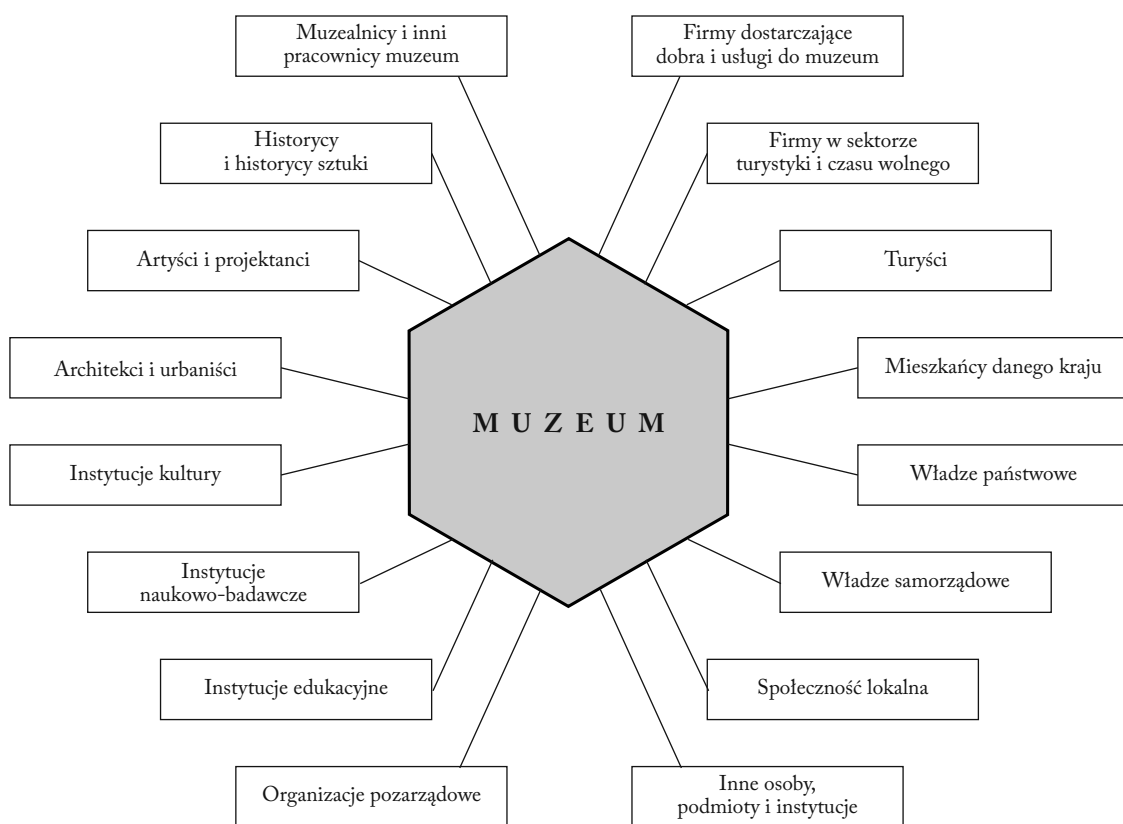 Muzealnicy i inni
pracownicy muzeum
Firmy dostarczające
dobra i usługi do muzeum
Historycy
i historycy sztuki
Firmy w sektorze
turystyki i czasu wolnego
Artyści i projektanci
Turyści
Architekci i urbaniści
Mieszkańcy danego kraju
MUZEUM
Instytucje kultury
Władze państwowe
Instytucje
naukowo-badawcze
Władze samorządowe
Instytucje edukacyjne
Społeczność lokalna
Organizacje pozarządowe
Inne osoby,
podmioty i instytucje